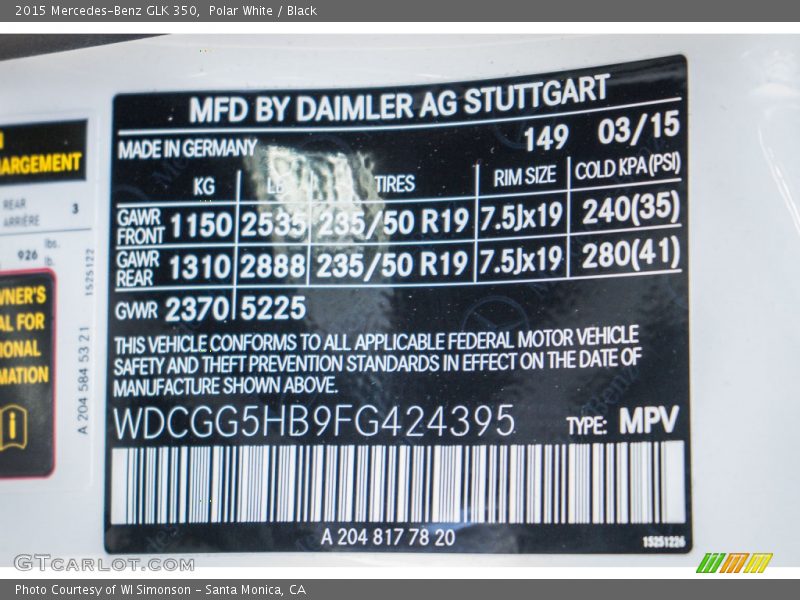 2015 Mercedes-Benz GLK 350, Polar White / Black
MFD BY DAIMLER AG STUTTGART
MADE IN GERMANY 149 03/15
KG LB TIRES RIM SIZE COLD KPA(PSI)
GAWR FRONT 1150 2535 235/50 R19 7.5Jx19 240(35)
GAWR REAR 1310 2888 235/50 R19 7.5Jx19 280(41)
GVWR 2370 5225
THIS VEHICLE CONFORMS TO ALL APPLICABLE FEDERAL MOTOR VEHICLE
SAFETY AND THEFT PREVENTION STANDARDS IN EFFECT ON THE DATE OF
MANUFACTURE SHOWN ABOVE.
WDCGG5HB9FG424395 TYPE: MPV
A 204 817 78 20
15251226
ARGEMENT
REAR
ARRIÈRE 3
lbs.
926 lb.
1525122
WNER'S
AL FOR
IONAL
MATION
i
A 204 584 53 21
GTcarlot.com
Photo Courtesy of WI Simonson - Santa Monica, CA